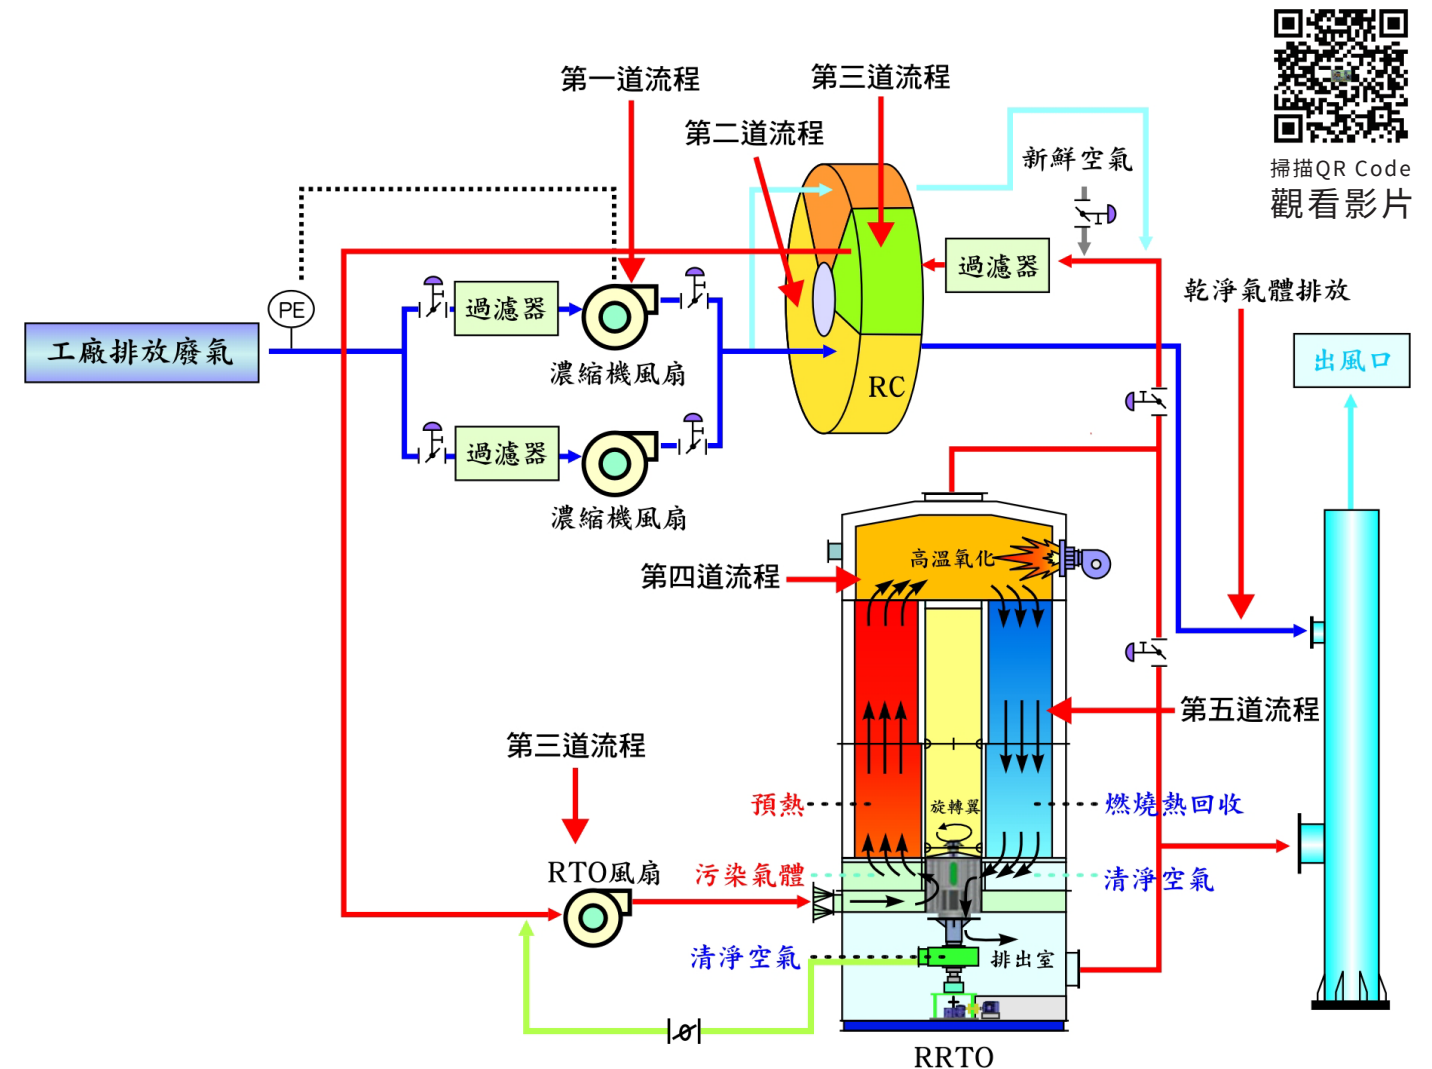 掃描QR Code
觀看影片
第一道流程
第三道流程
第二道流程
新鮮空氣
PE
過濾器
過濾器
乾淨氣體排放
工廠排放廢氣
濃縮機風扇
RC
出風口
過濾器
濃縮機風扇
高溫氧化
第四道流程
第五道流程
第三道流程
預熱
旋轉翼
燃燒熱回收
RTO風扇
污染氣體
清淨空氣
清淨空氣
排出室
RRTO